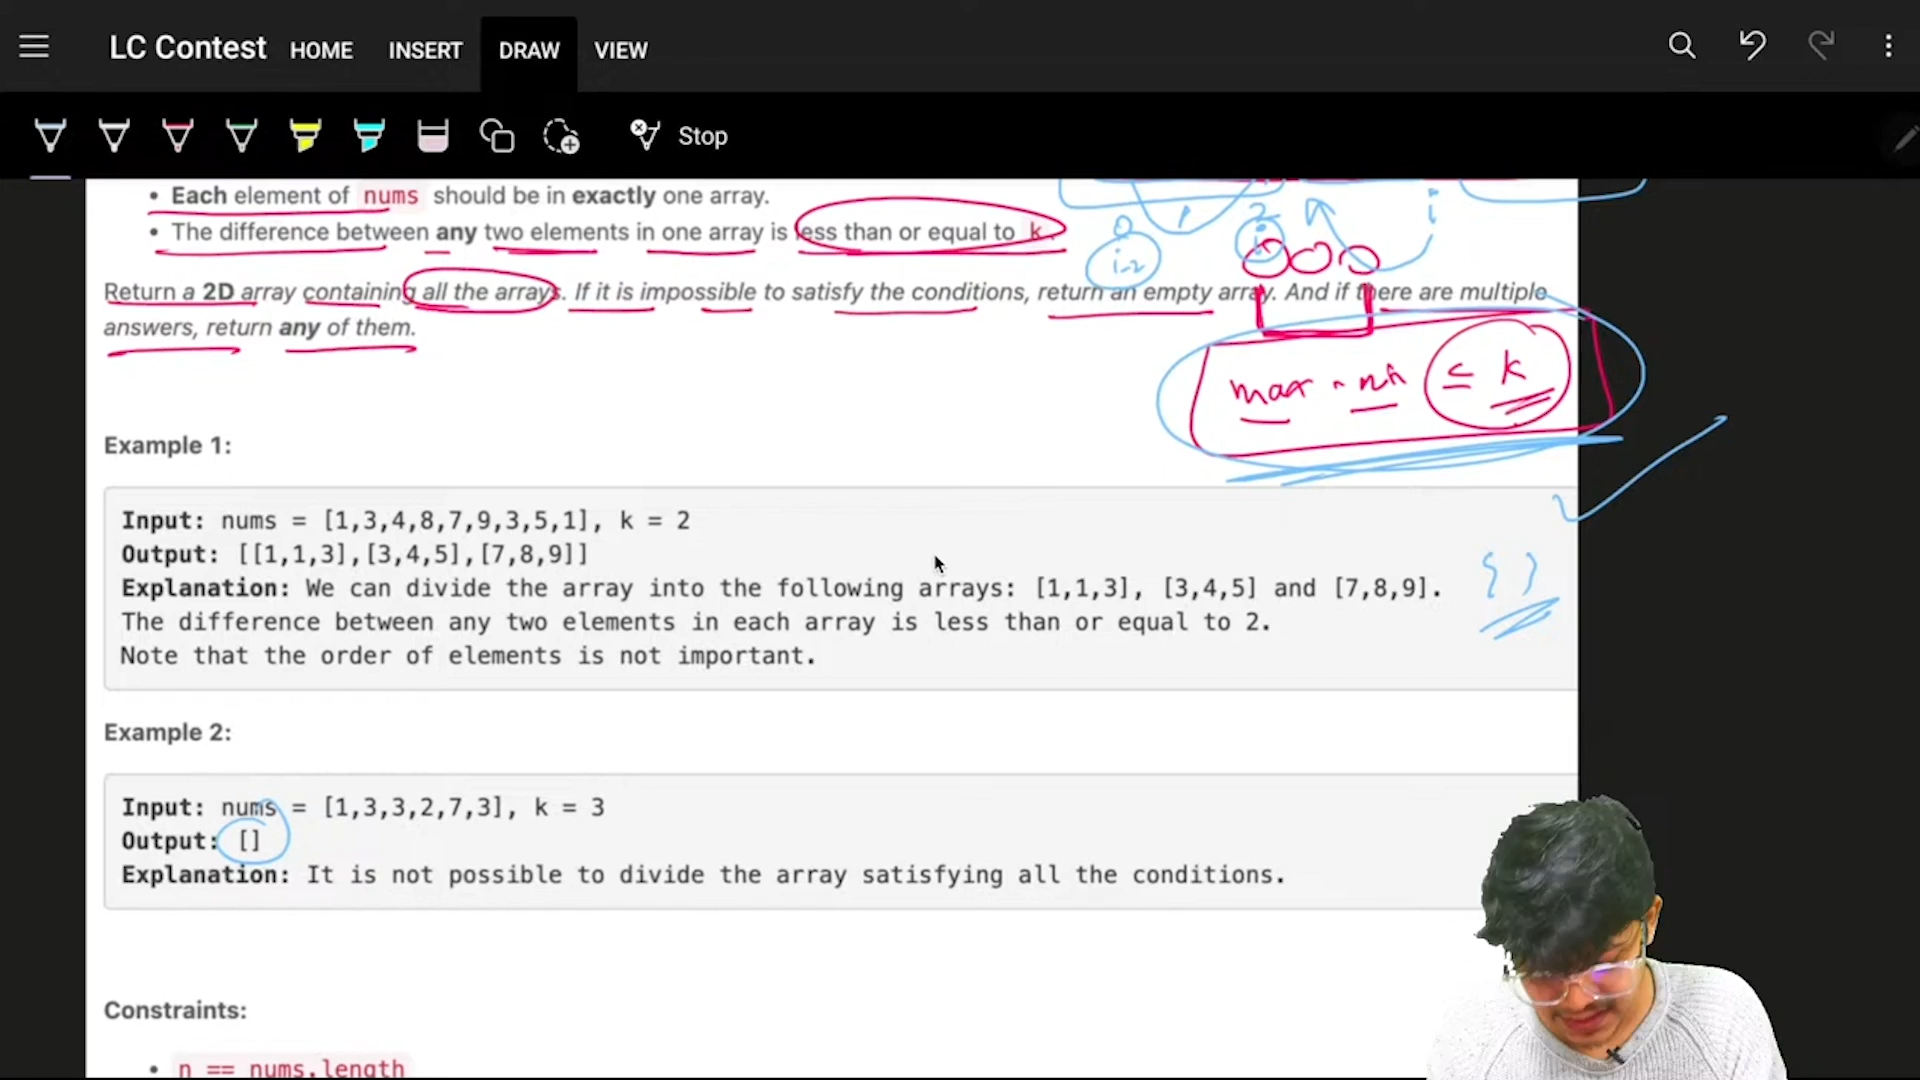 LC Contest HOME INSERT DRAW VIEW
Stop
• Each element of nums should be in exactly one array.
• The difference between any two elements in one array is less than or equal to k.
0 1 2 i
i-2
Return a 2D array containing all the arrays. If it is impossible to satisfy the conditions, return an empty array. And if there are multiple
answers, return any of them.
max - min ≤ k
Example 1:
Input: nums = [1,3,4,8,7,9,3,5,1], k = 2
Output: [[1,1,3],[3,4,5],[7,8,9]]
Explanation: We can divide the array into the following arrays: [1,1,3], [3,4,5] and [7,8,9].
{ }
The difference between any two elements in each array is less than or equal to 2.
Note that the order of elements is not important.
Example 2:
Input: nums = [1,3,3,2,7,3], k = 3
Output: []
Explanation: It is not possible to divide the array satisfying all the conditions.
Constraints:
• n == nums.length